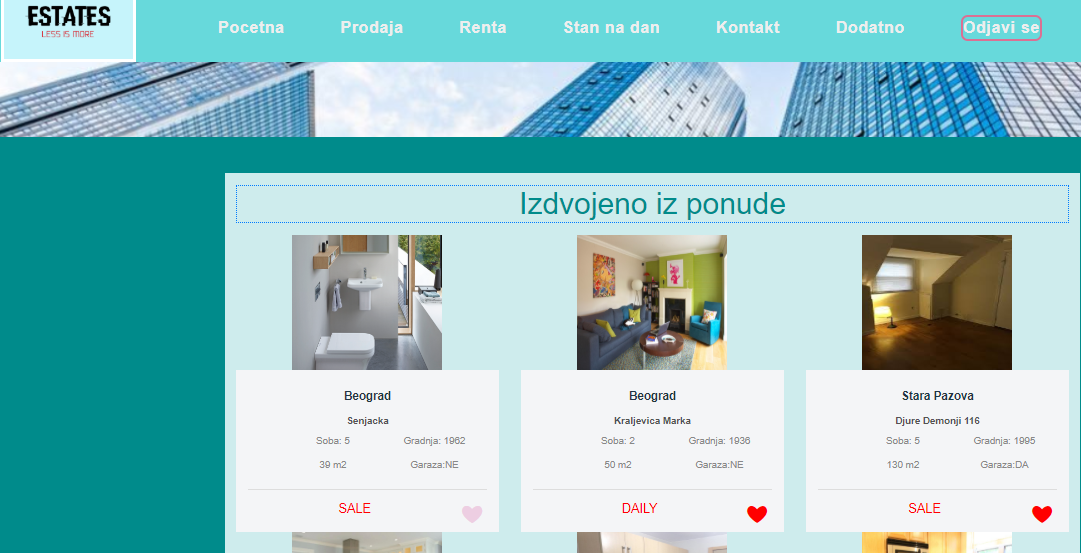 ESTATES
LESS IS MORE
Pocetna Prodaja Renta Stan na dan Kontakt Dodatno Odjavi se
Izdvojeno iz ponude
Beograd
Senjacka
Soba: 5 Gradnja: 1962
39 m2 Garaza:NE
SALE
Beograd
Kraljevica Marka
Soba: 2 Gradnja: 1936
50 m2 Garaza:NE
DAILY
Stara Pazova
Djure Demonji 116
Soba: 5 Gradnja: 1995
130 m2 Garaza:DA
SALE